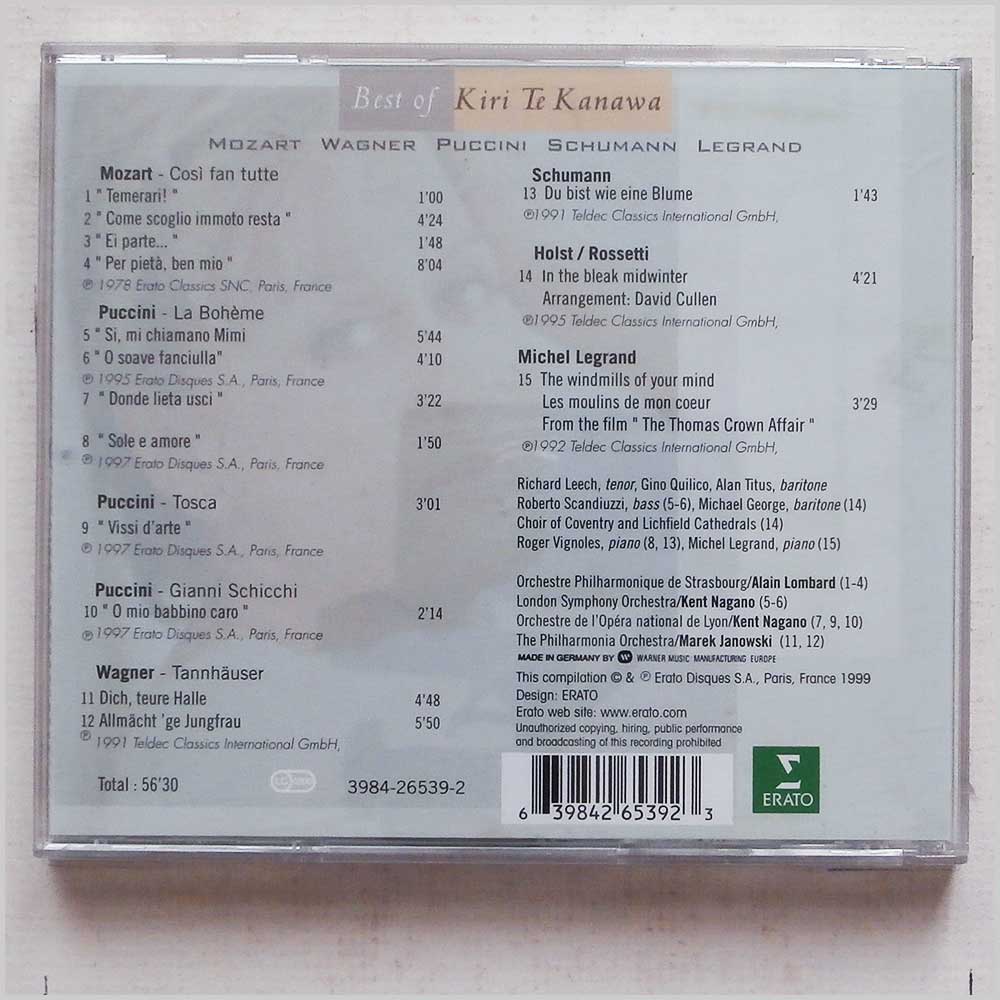 Best of Kiri Te Kanawa
MOZART WAGNER PUCCINI SCHUMANN LEGRAND
Mozart - Così fan tutte
1 " Temerari! " 1'00
2 " Come scoglio immoto resta " 4'24
3 " Ei parte... " 1'48
4 " Per pietà, ben mio " 8'04
℗ 1978 Erato Classics SNC, Paris, France
Puccini - La Bohème
5 " Si, mi chiamano Mimi 5'44
6 " O soave fanciulla" 4'10
℗ 1995 Erato Disques S.A., Paris, France
7 " Donde lieta usci " 3'22
8 " Sole e amore " 1'50
℗ 1997 Erato Disques S.A., Paris, France
Puccini - Tosca 3'01
9 " Vissi d'arte "
℗ 1997 Erato Disques S.A., Paris, France
Puccini - Gianni Schicchi
10 " O mio babbino caro " 2'14
℗ 1997 Erato Disques S.A., Paris, France
Wagner - Tannhäuser
11 Dich, teure Halle 4'48
12 Allmächt 'ge Jungfrau 5'50
℗ 1991 Teldec Classics International GmbH,
Total : 56'30
3984-26539-2
Schumann
13 Du bist wie eine Blume 1'43
℗1991 Teldec Classics International GmbH,
Holst / Rossetti
14 In the bleak midwinter 4'21
Arrangement: David Cullen
℗1995 Teldec Classics International GmbH,
Michel Legrand
15 The windmills of your mind
Les moulins de mon coeur 3'29
From the film " The Thomas Crown Affair "
℗1992 Teldec Classics International GmbH,
Richard Leech, tenor, Gino Quilico, Alan Titus, baritone
Roberto Scandiuzzi, bass (5-6), Michael George, baritone (14)
Choir of Coventry and Lichfield Cathedrals (14)
Roger Vignoles, piano (8, 13), Michel Legrand, piano (15)
Orchestre Philharmonique de Strasbourg/Alain Lombard (1-4)
London Symphony Orchestra/Kent Nagano (5-6)
Orchestre de l'Opéra national de Lyon/Kent Nagano (7, 9, 10)
The Philharmonia Orchestra/Marek Janowski (11, 12)
MADE IN GERMANY BY WARNER MUSIC MANUFACTURING EUROPE
This compilation © & ℗ Erato Disques S.A., Paris, France 1999
Design: ERATO
Erato web site: www.erato.com
Unauthorized copying, hiring, public performance
and broadcasting of this recording prohibited
6 39842 65392 3
ERATO